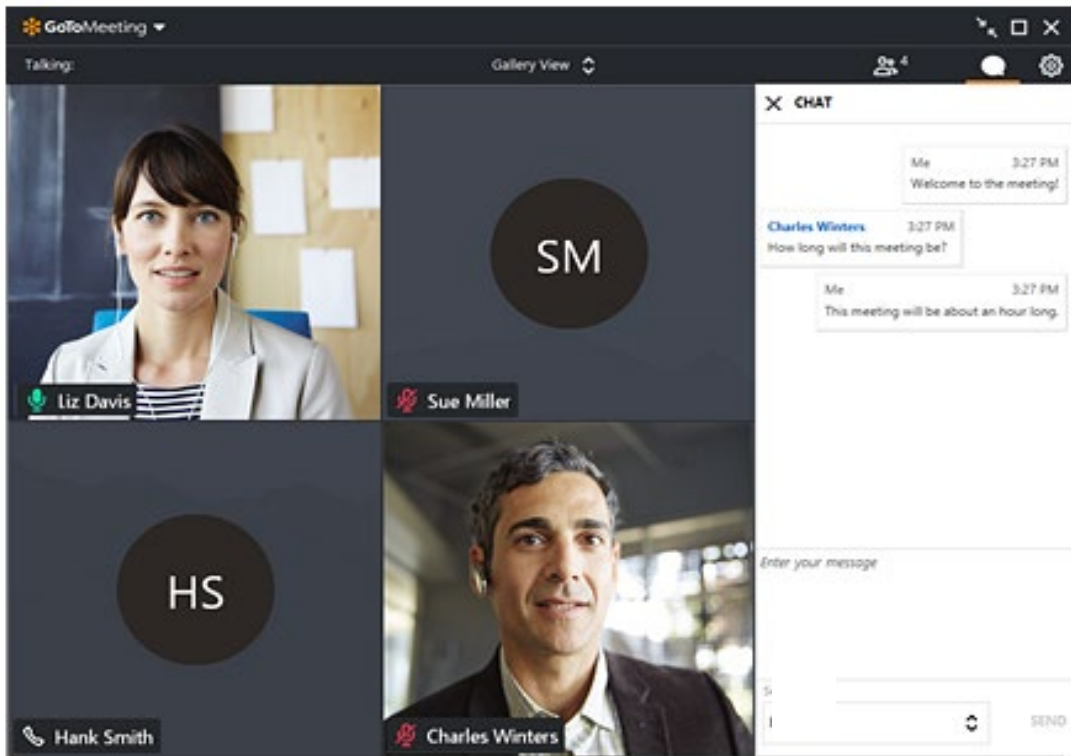 GoToMeeting
Talking:
Gallery View
4
CHAT
Me 3:27 PM
Welcome to the meeting!
Charles Winters 3:27 PM
How long will this meeting be?
Me 3:27 PM
This meeting will be about an hour long.
SM
Liz Davis
Sue Miller
HS
Hank Smith
Charles Winters
Enter your message
SEND